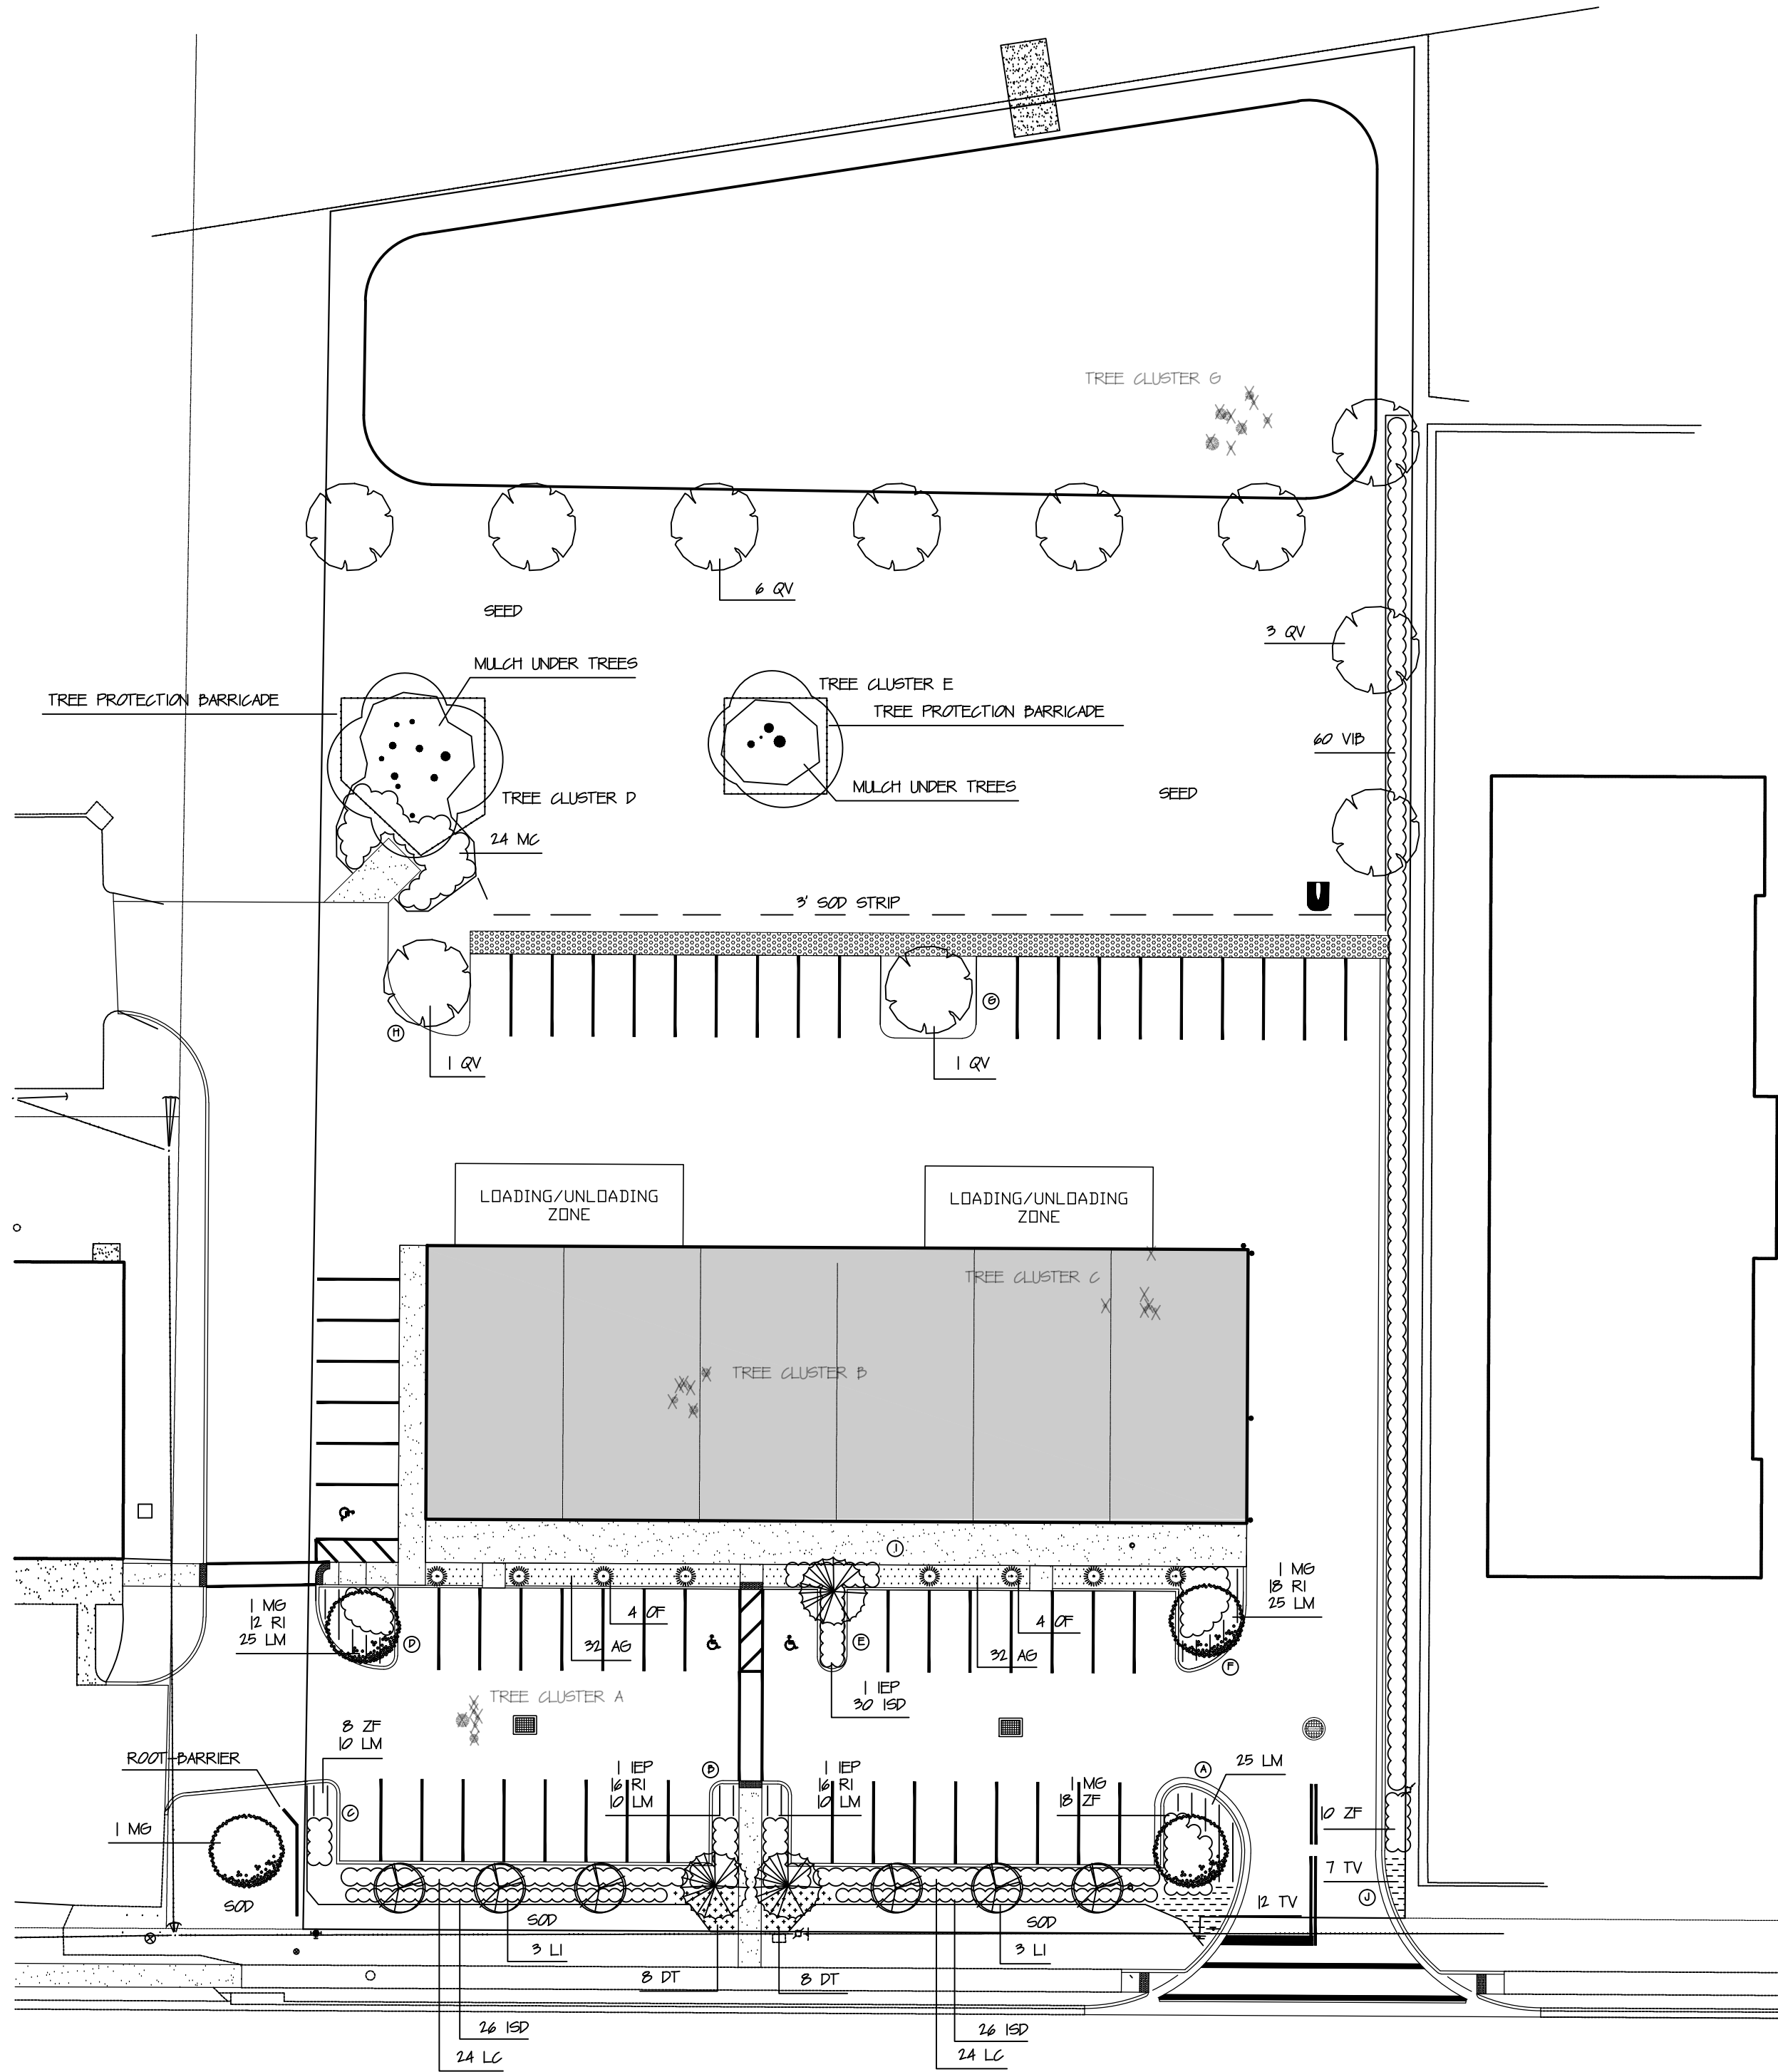 TREE CLUSTER G
6 QV
SEED
3 QV
MULCH UNDER TREES
TREE CLUSTER E
TREE PROTECTION BARRICADE
TREE PROTECTION BARRICADE
60 VIB
MULCH UNDER TREES
SEED
TREE CLUSTER D
24 MC
3' SOD STRIP
G
H
1 QV
1 QV
LOADING/UNLOADING
ZONE
LOADING/UNLOADING
ZONE
TREE CLUSTER C
TREE CLUSTER B
I
1 MG
18 RI
25 LM
1 MG
12 RI
25 LM
D
4 OF
32 AG
E
4 OF
32 AG
F
1 IEP
30 ISD
TREE CLUSTER A
8 ZF
10 LM
ROOT BARRIER
1 IEP
16 RI
10 LM
B
1 IEP
16 RI
10 LM
A
25 LM
1 MG
18 ZF
C
10 ZF
1 MG
7 TV
J
12 TV
SOD
SOD
SOD
3 LI
3 LI
8 DT
8 DT
26 ISD
26 ISD
24 LC
24 LC